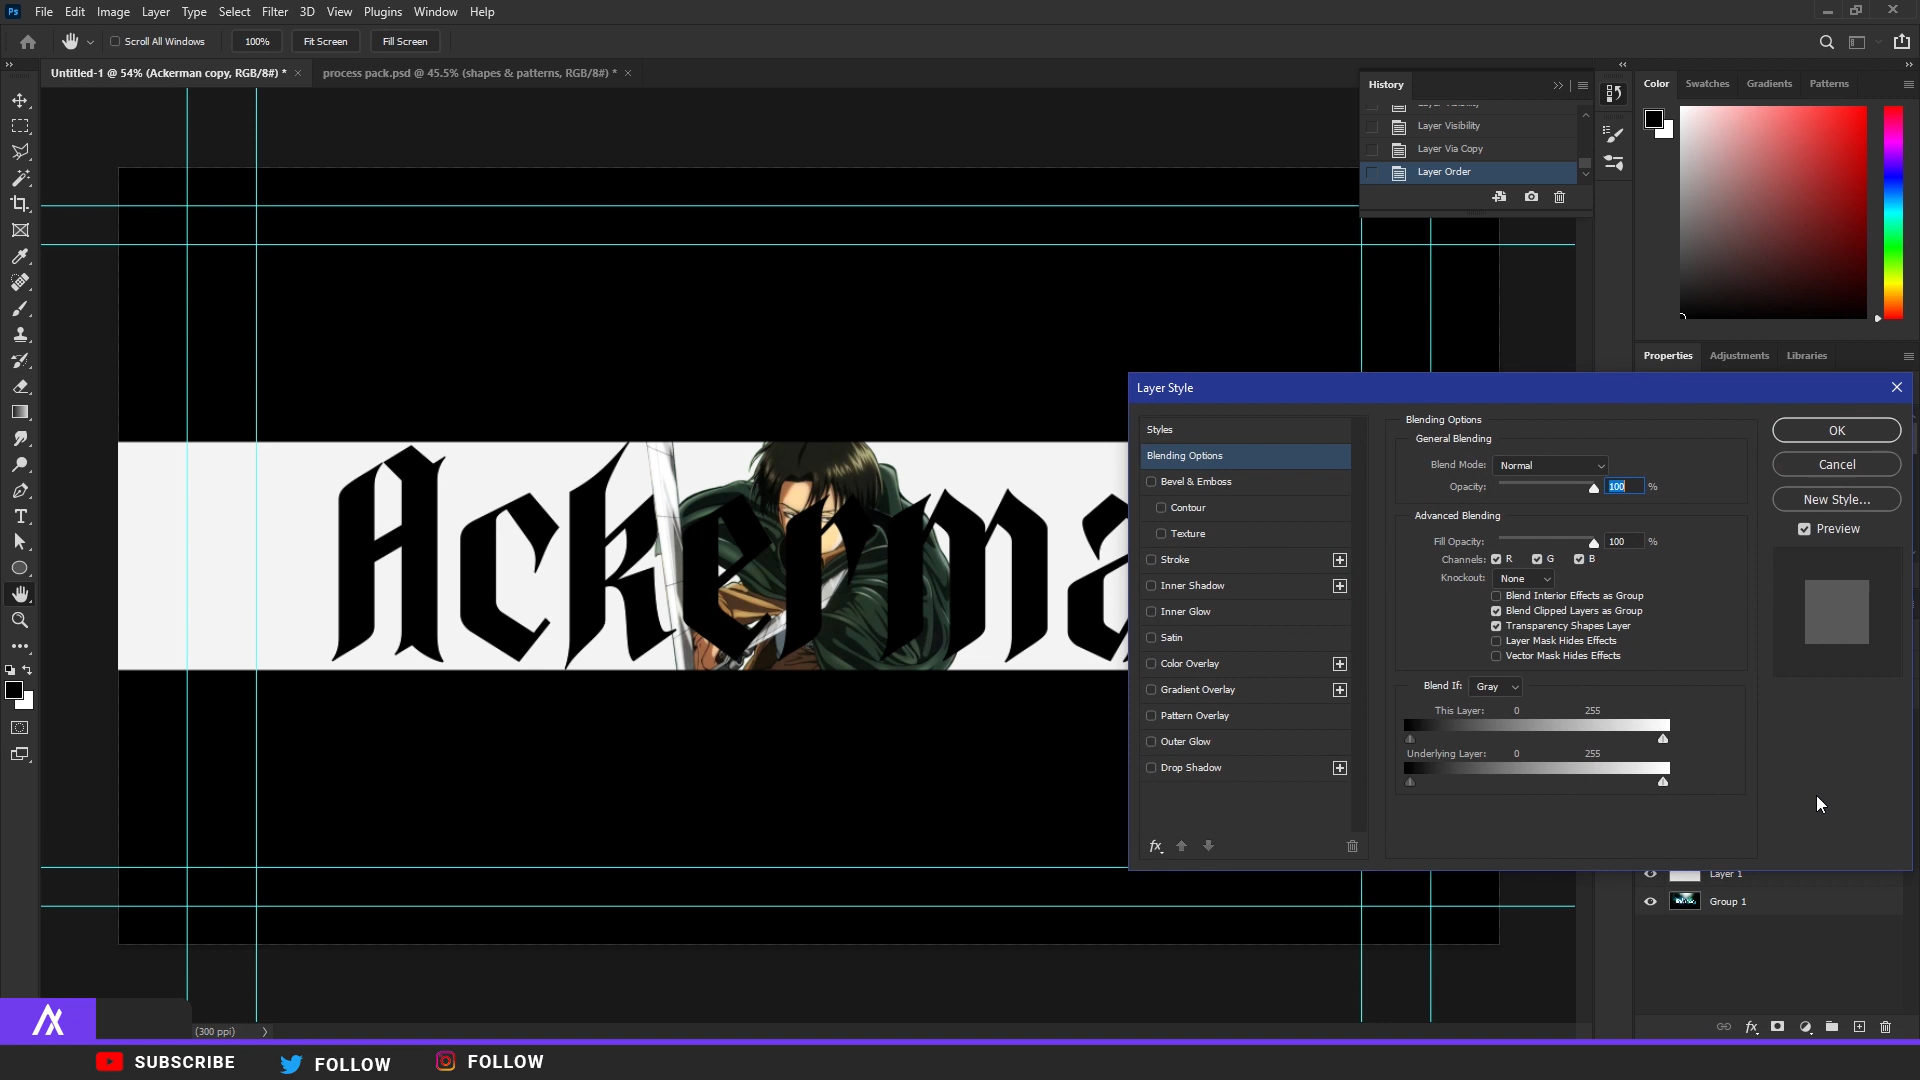 Ps File Edit Image Layer Type Select Filter 3D View Plugins Window Help
Scroll All Windows 100% Fit Screen Fill Screen
Untitled-1 @ 54% (Ackerman copy, RGB/8#) * × process pack.psd @ 45.5% (shapes & patterns, RGB/8#) * ×
History
Layer Visibility
Layer Visibility
Layer Via Copy
Layer Order
Color Swatches Gradients Patterns
Properties Adjustments Libraries
Ackerma
Layer Style
Styles
Blending Options
Bevel & Emboss
Contour
Texture
Stroke
Inner Shadow
Inner Glow
Satin
Color Overlay
Gradient Overlay
Pattern Overlay
Outer Glow
Drop Shadow
fx
Blending Options
General Blending
Blend Mode: Normal
Opacity: 100 %
Advanced Blending
Fill Opacity: 100 %
Channels: R G B
Knockout: None
Blend Interior Effects as Group
Blend Clipped Layers as Group
Transparency Shapes Layer
Layer Mask Hides Effects
Vector Mask Hides Effects
Blend If: Gray
This Layer: 0 255
Underlying Layer: 0 255
OK
Cancel
New Style...
Preview
Layer 1
Group 1
fx
(300 ppi)
SUBSCRIBE FOLLOW FOLLOW